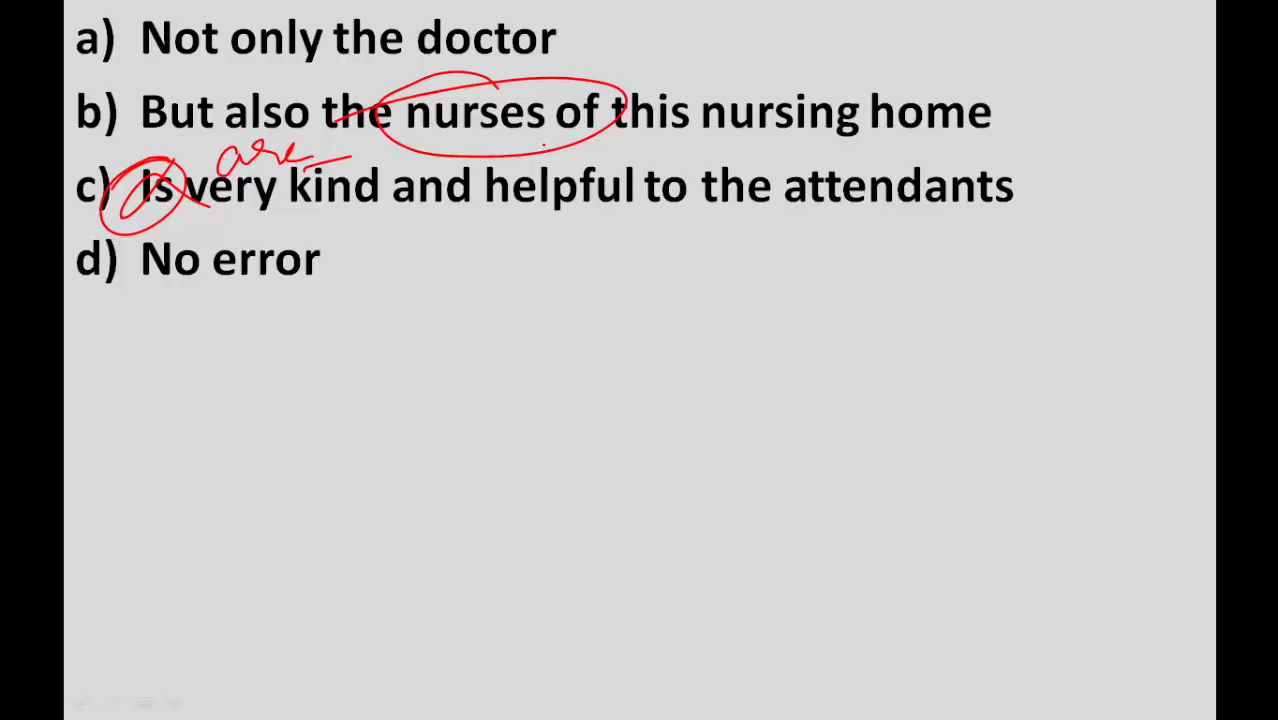 a) Not only the doctor
b) But also the nurses of this nursing home
are
c) Is very kind and helpful to the attendants
d) No error